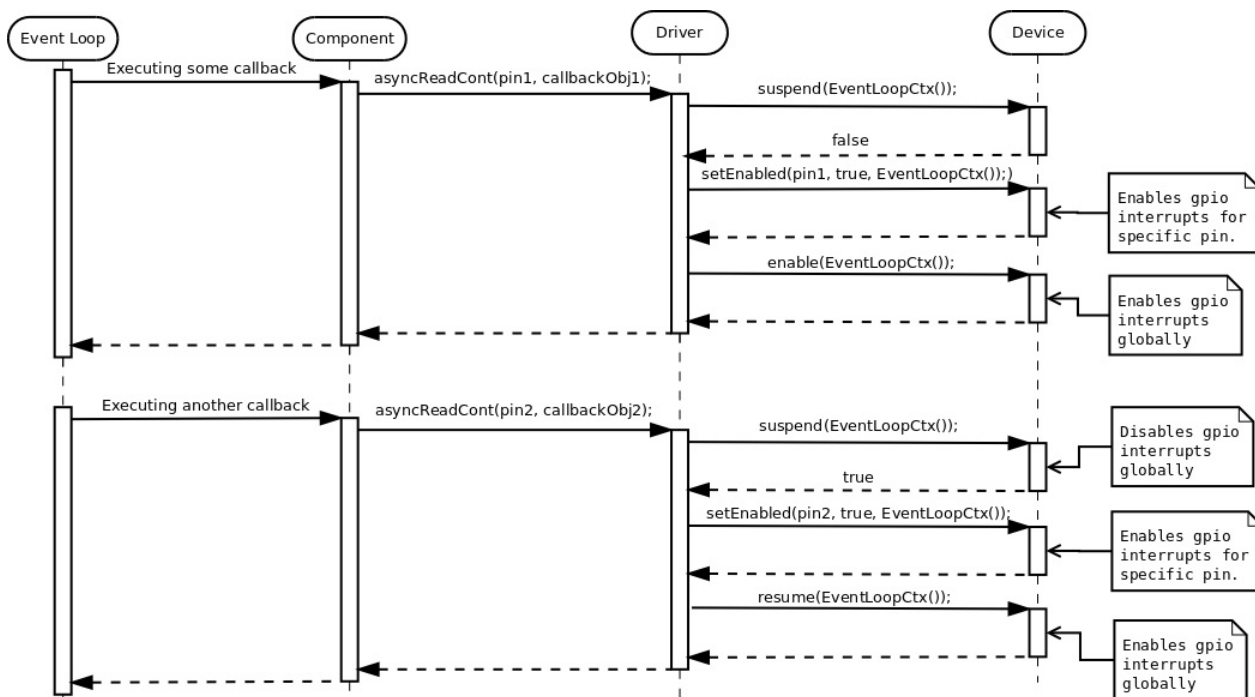 Event Loop
Component
Driver
Device
Executing some callback
asyncReadCont(pin1, callbackObj1);
suspend(EventLoopCtx());
false
setEnabled(pin1, true, EventLoopCtx());)
Enables gpio
interrupts for
specific pin.
enable(EventLoopCtx());
Enables gpio
interrupts
globally
Executing another callback
asyncReadCont(pin2, callbackObj2);
suspend(EventLoopCtx());
Disables gpio
interrupts
globally
true
setEnabled(pin2, true, EventLoopCtx());
Enables gpio
interrupts for
specific pin.
resume(EventLoopCtx());
Enables gpio
interrupts
globally